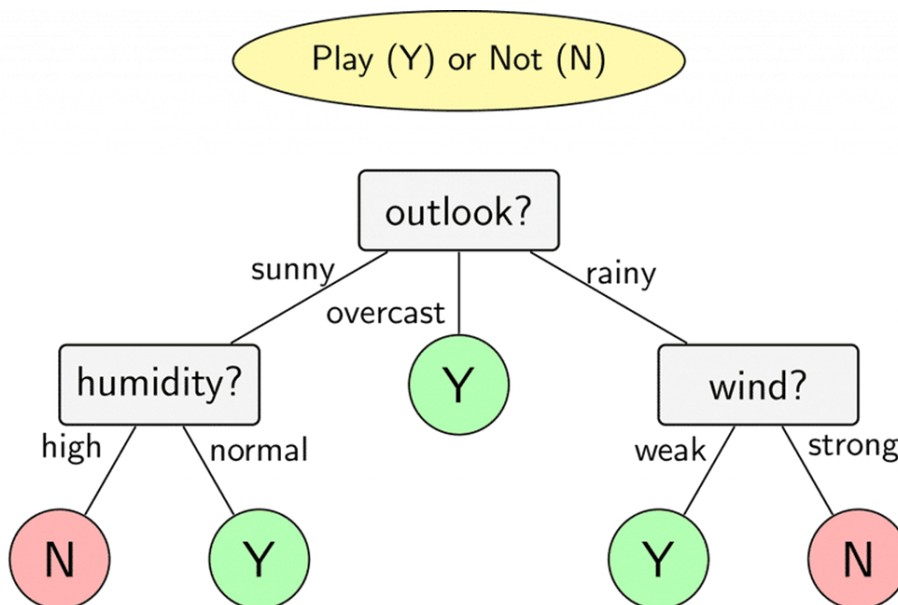 Play (Y) or Not (N)
outlook?
sunny
overcast
rainy
humidity?
Y
wind?
high
normal
weak
strong
N
Y
Y
N